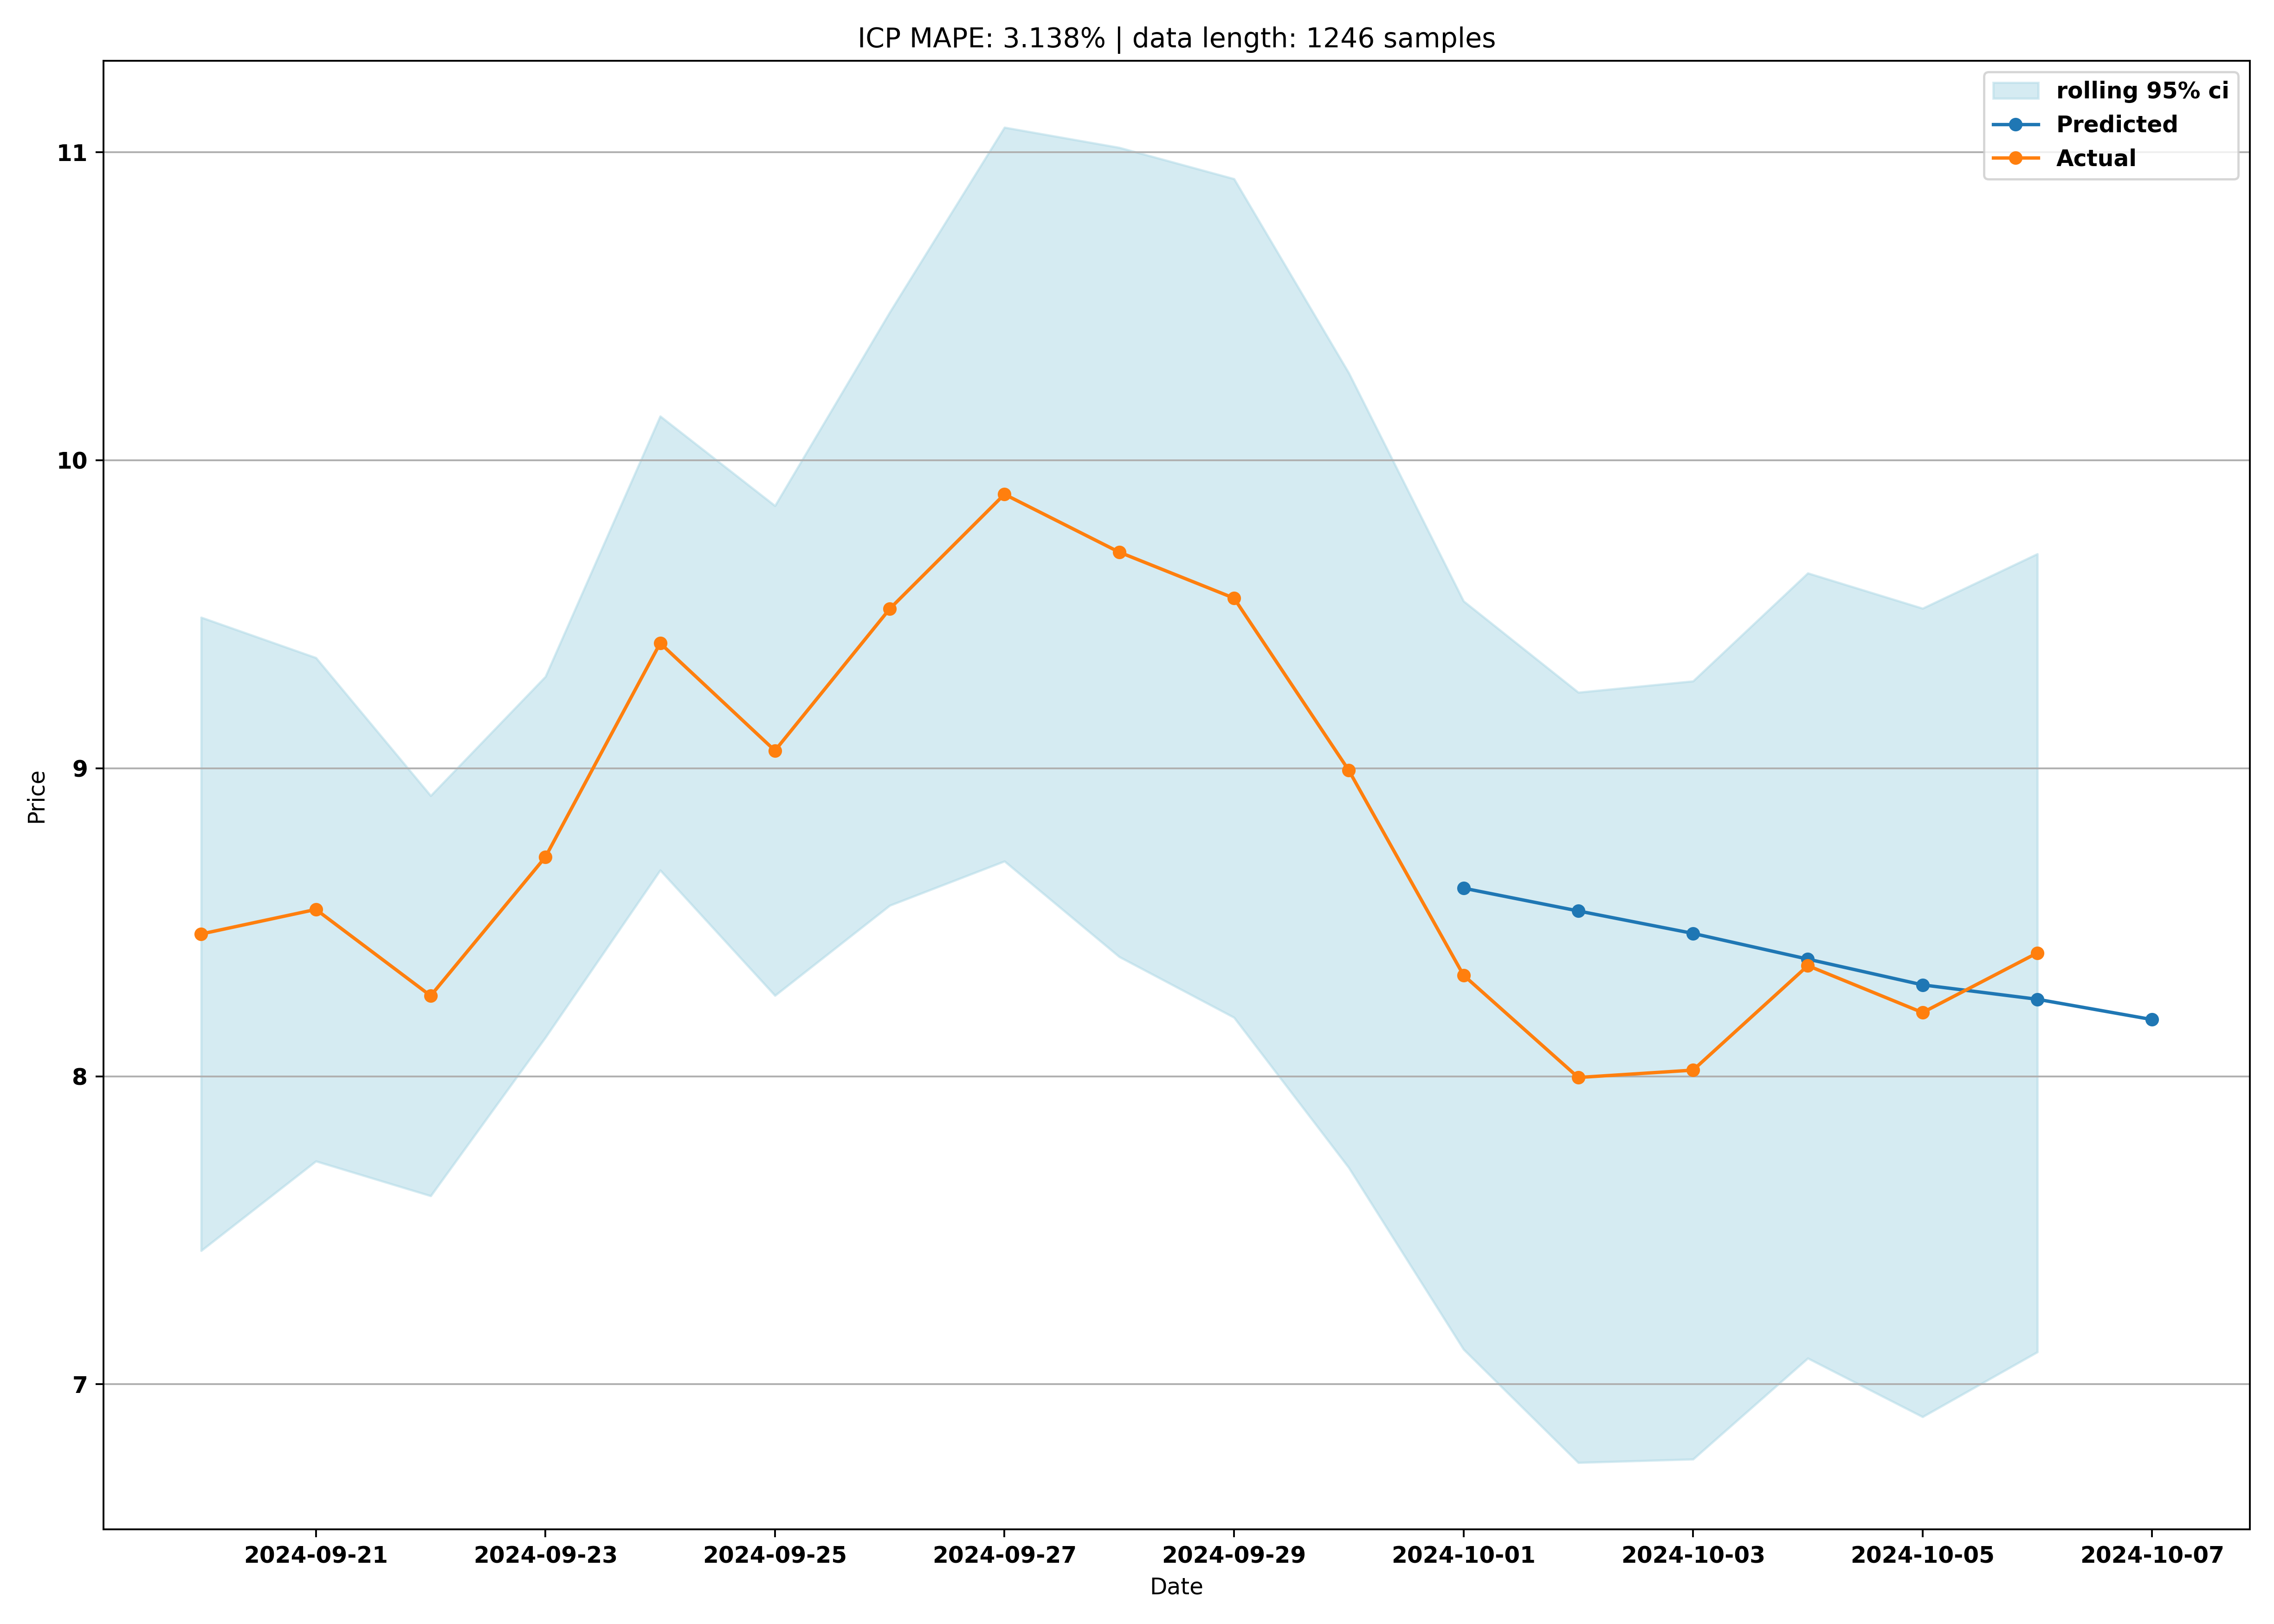 ICP MAPE: 3.138% | data length: 1246 samples
rolling 95% ci
Predicted
Actual
11
10
9
8
7
Price
2024-09-21 2024-09-23 2024-09-25 2024-09-27 2024-09-29 2024-10-01 2024-10-03 2024-10-05 2024-10-07
Date